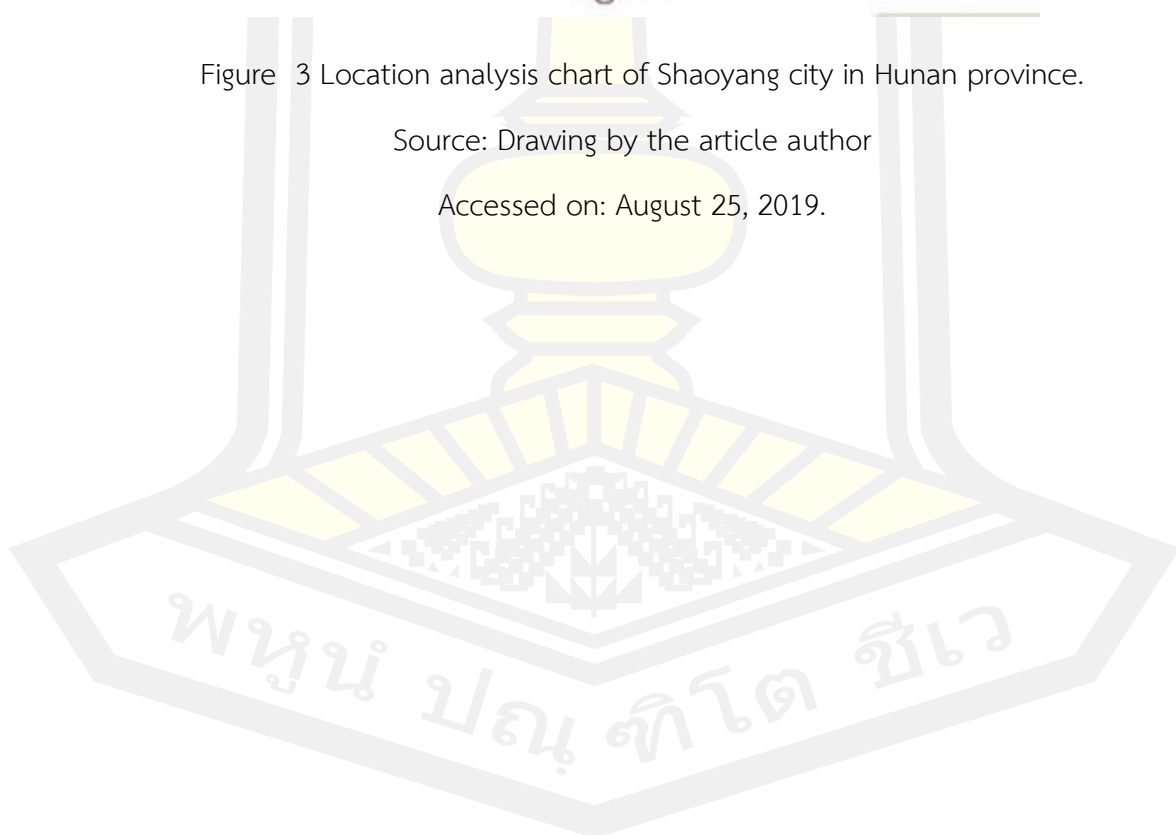 Figure 3 Location analysis chart of Shaoyang city in Hunan province.
Source: Drawing by the article author
Accessed on: August 25, 2019.
พหูนํ ปณฺ ฑิโต ชีเว